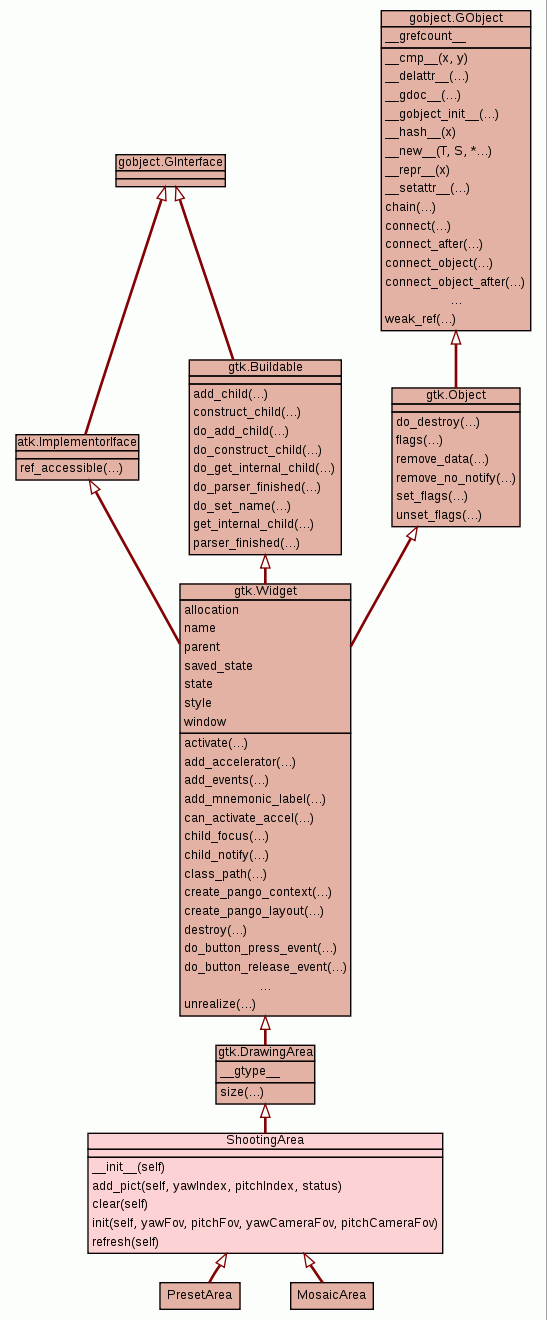 gobject.GObject
__grefcount__
__cmp__(x, y)
__delattr__(...)
__gdoc__(...)
__gobject_init__(...)
__hash__(x)
__new__(T, S, *...)
__repr__(x)
__setattr__(...)
chain(...)
connect(...)
connect_after(...)
connect_object(...)
connect_object_after(...)
...
weak_ref(...)
gobject.GInterface
gtk.Buildable
add_child(...)
construct_child(...)
do_add_child(...)
do_construct_child(...)
do_get_internal_child(...)
do_parser_finished(...)
do_set_name(...)
get_internal_child(...)
parser_finished(...)
gtk.Object
do_destroy(...)
flags(...)
remove_data(...)
remove_no_notify(...)
set_flags(...)
unset_flags(...)
atk.ImplementorIface
ref_accessible(...)
gtk.Widget
allocation
name
parent
saved_state
state
style
window
activate(...)
add_accelerator(...)
add_events(...)
add_mnemonic_label(...)
can_activate_accel(...)
child_focus(...)
child_notify(...)
class_path(...)
create_pango_context(...)
create_pango_layout(...)
destroy(...)
do_button_press_event(...)
do_button_release_event(...)
...
unrealize(...)
gtk.DrawingArea
__gtype__
size(...)
ShootingArea
__init__(self)
add_pict(self, yawIndex, pitchIndex, status)
clear(self)
init(self, yawFov, pitchFov, yawCameraFov, pitchCameraFov)
refresh(self)
PresetArea
MosaicArea